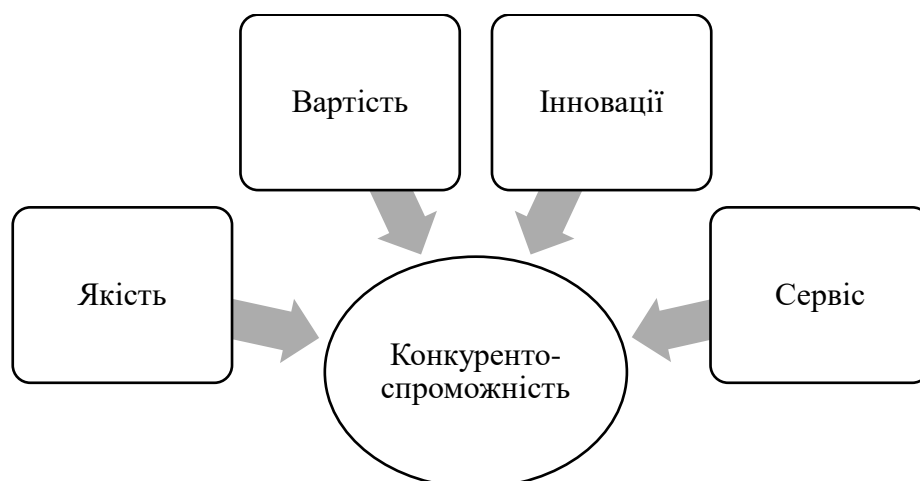 Вартість
Інновації
Якість
Сервіс
Конкуренто-
спроможність